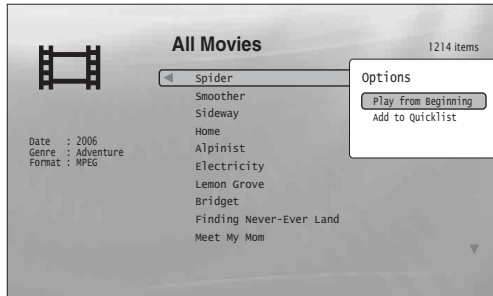 All Movies
1214 items
Spider
Smoother
Sideway
Home
Alpinist
Electricity
Lemon Grove
Bridget
Finding Never-Ever Land
Meet My Mom
Options
Play from Beginning
Add to Quicklist
Date : 2006
Genre : Adventure
Format : MPEG